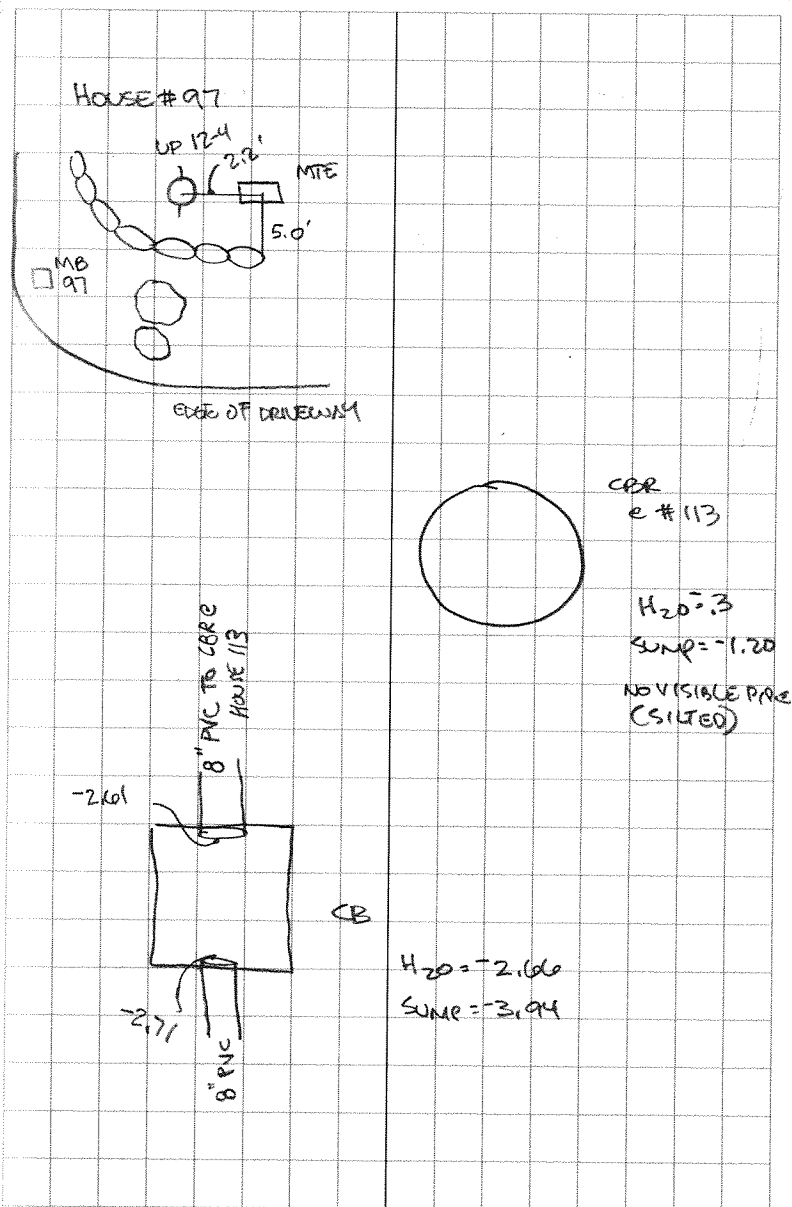 HOUSE # 97
UP 12-4
2.2'
MTE
5.0'
MB
97
EDGE OF DRIVEWAY
CBR
@ #113
H2O = -.3
SUMP = -1.20
NO VISIBLE PIPE
(SILTED)
8" PVC TO CBR @
HOUSE 113
-2.61
CB
H2O = -2.66
SUMP = -3.94
-2.71
8" PVC